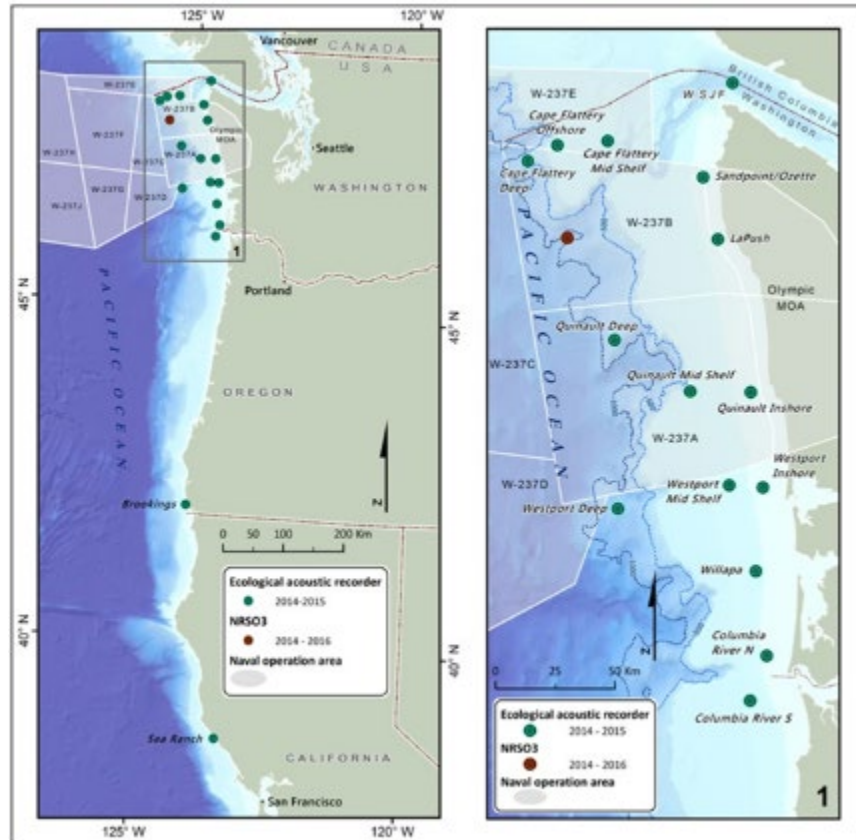 125° W
120° W
Vancouver
CANADA
U.S.A
W-237E
W-237B
W-237F
Olympic
MOA
W-237H
W-237C
W-237A
Seattle
W-237G
W-237D
W-237J
WASHINGTON
1
45° N
45° N
Portland
PACIFIC OCEAN
OREGON
N
Brookings
0 50 100 200 Km
Ecological acoustic recorder
2014-2015
NRSO3
2014 - 2016
Naval operation area
40° N
40° N
Sea Ranch
CALIFORNIA
San Francisco
125° W
120° W
W-237E
British Columbia
Washington
WSJF
Cape Flattery
Offshore
Cape Flattery
Mid Shelf
Cape Flattery
Deep
Sandpoint/Ozette
W-237B
LaPush
PACIFIC OCEAN
Olympic
MOA
Quinault Deep
W-237C
Quinault Mid Shelf
Quinault Inshore
W-237A
Westport
Inshore
W-237D
Westport
Mid Shelf
Westport Deep
Willapa
N
Columbia
River N
0 25 50 Km
Columbia River S
Ecological acoustic recorder
2014 - 2015
NRSO3
2014 - 2016
Naval operation area
1